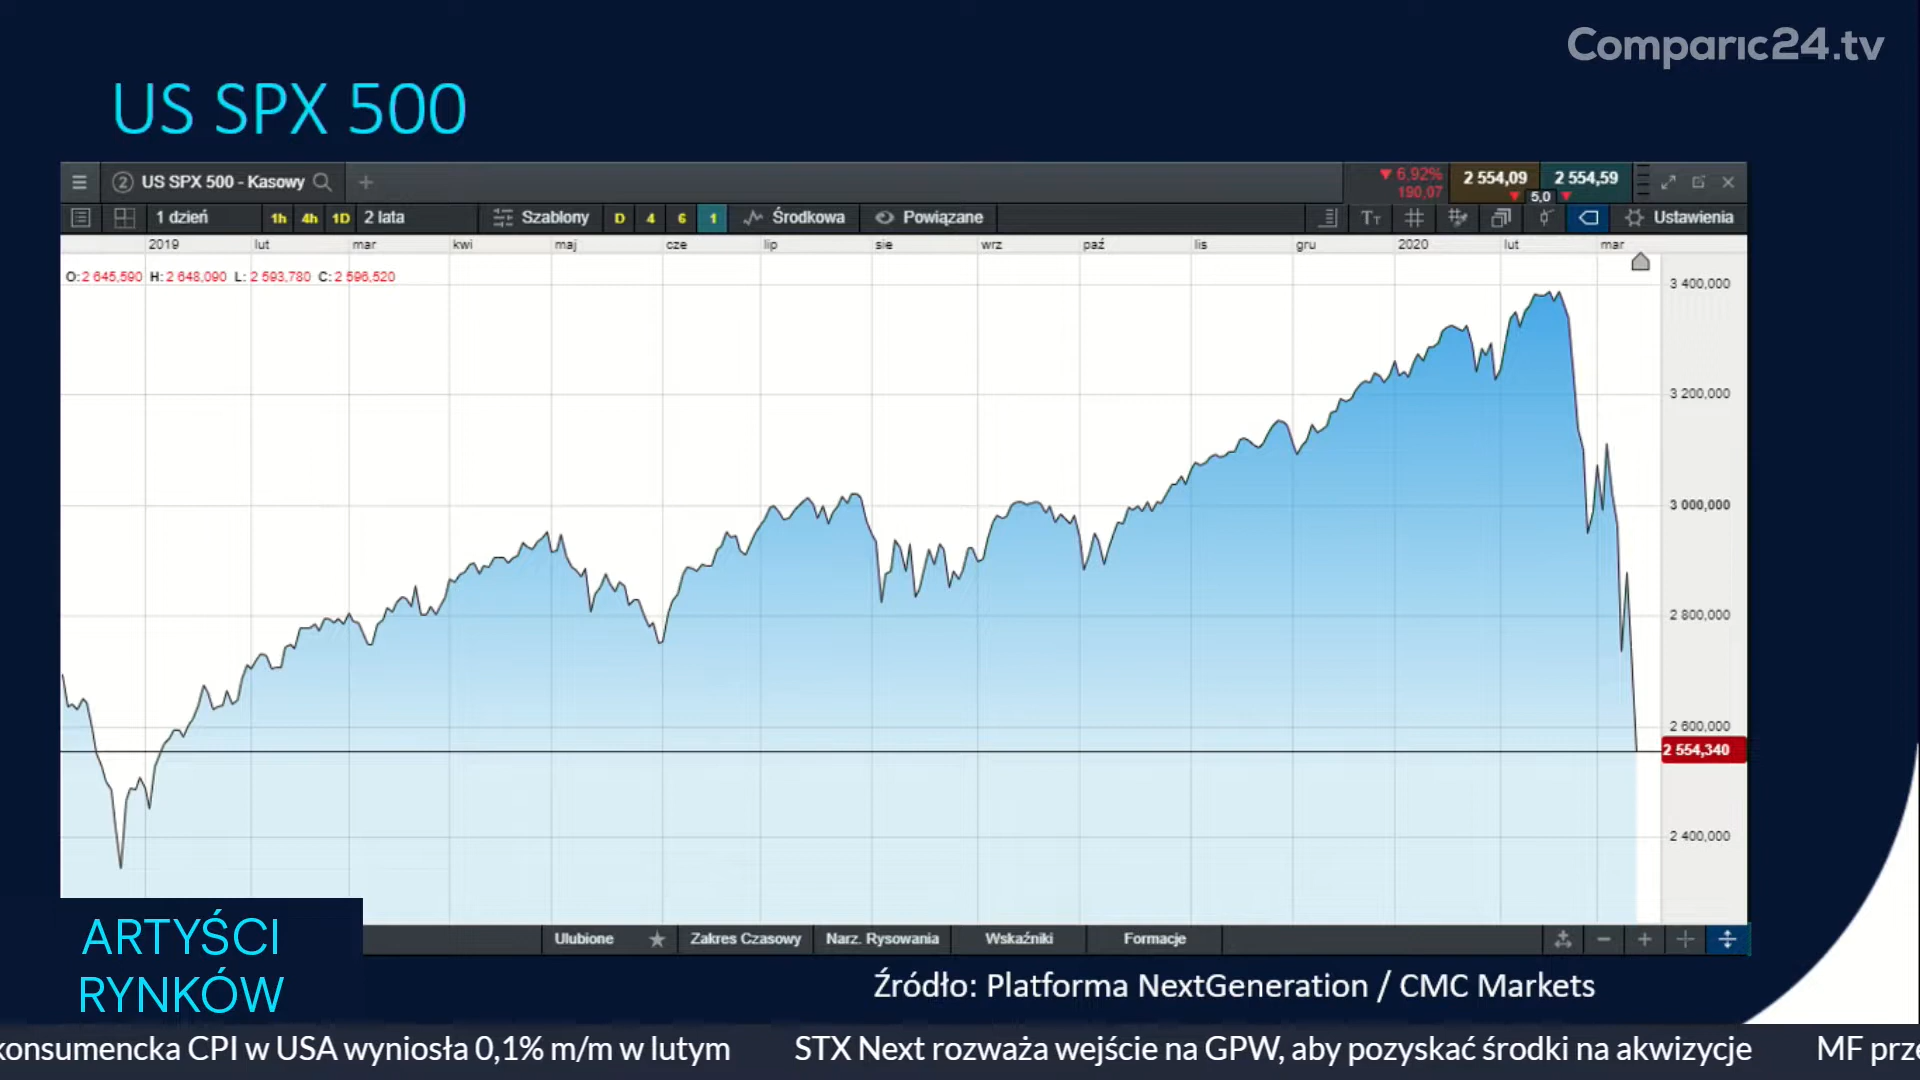 Comparic24.tv
US SPX 500
2 US SPX 500 - Kasowy
6,92%
190,07
2 554,09
2 554,59
5,0
1 dzień 1h 4h 1D 2 lata Szablony D 4 6 1 Środkowa Powiązane Ustawienia
2019 lut mar kwi maj cze lip sie wrz paź lis gru 2020 lut mar
O: 2 645,590 H: 2 648,090 L: 2 593,780 C: 2 596,520
3 400,000
3 200,000
3 000,000
2 800,000
2 600,000
2 554,340
2 400,000
Ulubione Zakres Czasowy Narz. Rysowania Wskaźniki Formacje
ARTYŚCI
RYNKÓW
Źródło: Platforma NextGeneration / CMC Markets
konsumencka CPI w USA wyniosła 0,1% m/m w lutym STX Next rozważa wejście na GPW, aby pozyskać środki na akwizycje MF prze